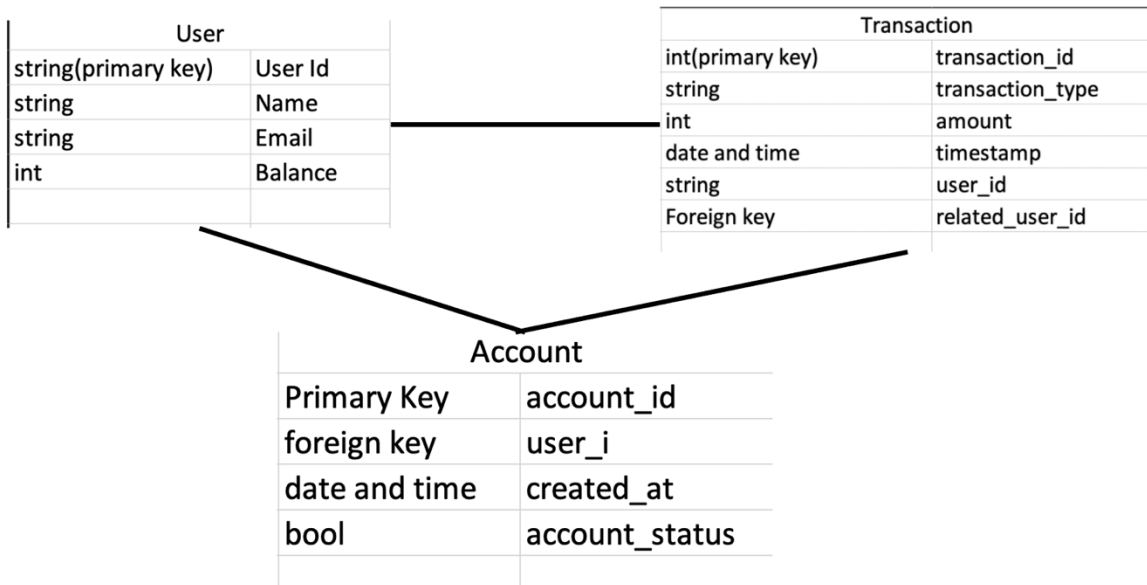 User
string(primary key) User Id
string Name
string Email
int Balance
Transaction
int(primary key) transaction_id
string transaction_type
int amount
date and time timestamp
string user_id
Foreign key related_user_id
Account
Primary Key account_id
foreign key user_i
date and time created_at
bool account_status